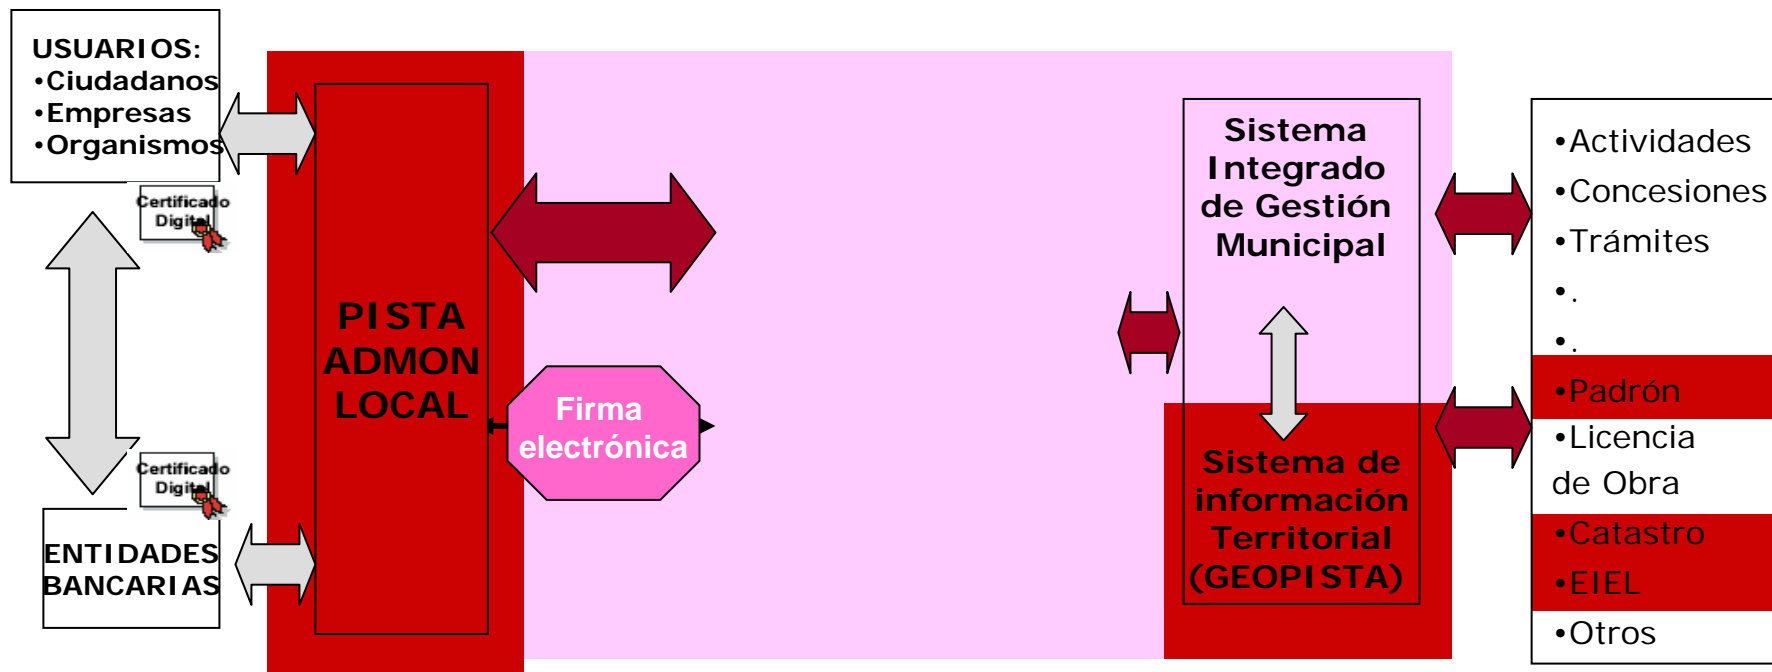 USUARIOS:
•Ciudadanos
•Empresas
•Organismos
Certificado
Digital
Certificado
Digital
ENTIDADES
BANCARIAS
PISTA
ADMON
LOCAL
Firma
electrónica
Sistema
Integrado
de Gestión
Municipal
Sistema de
información
Territorial
(GEOPISTA)
•Actividades
•Concesiones
•Trámites
•.
•.
•Padrón
•Licencia
de Obra
•Catastro
•EIEL
•Otros